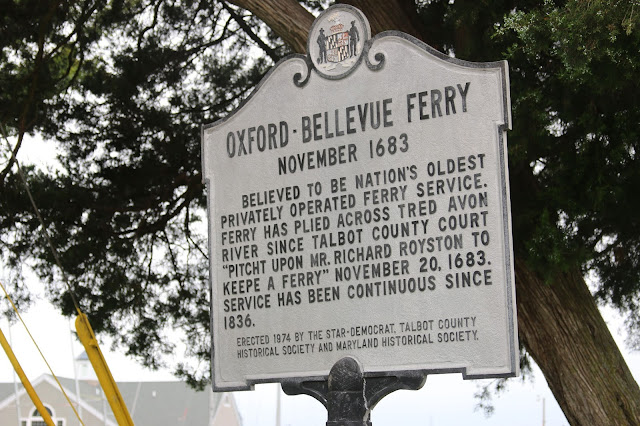 OXFORD-BELLEVUE FERRY
NOVEMBER 1683
BELIEVED TO BE NATION'S OLDEST
PRIVATELY OPERATED FERRY SERVICE.
FERRY HAS PLIED ACROSS TRED AVON
RIVER SINCE TALBOT COUNTY COURT
"PITCHT UPON MR. RICHARD ROYSTON TO
KEEPE A FERRY" NOVEMBER 20, 1683.
SERVICE HAS BEEN CONTINUOUS SINCE
1836.
ERECTED 1974 BY THE STAR-DEMOCRAT, TALBOT COUNTY
HISTORICAL SOCIETY AND MARYLAND HISTORICAL SOCIETY.